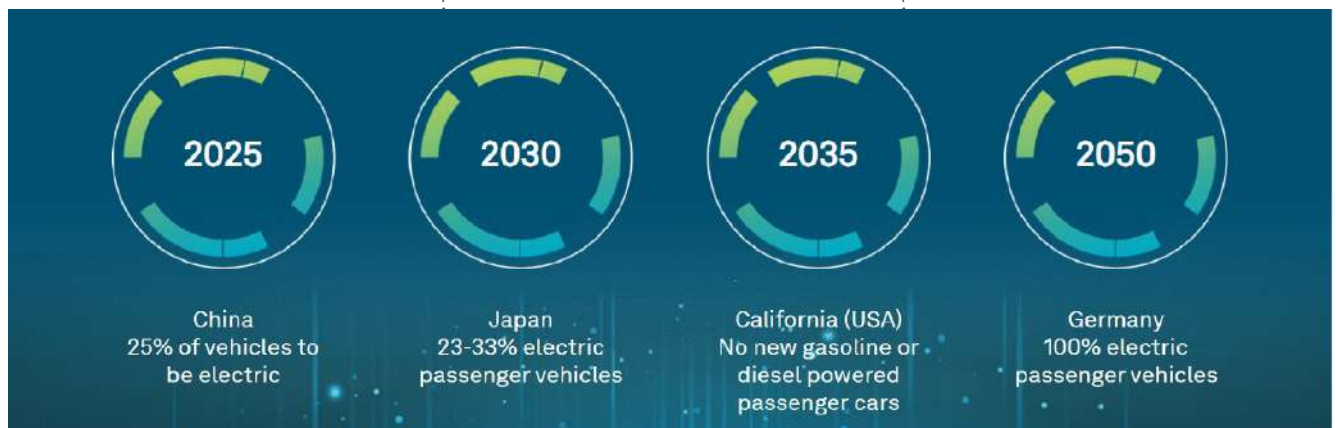 2025
China
25% of vehicles to
be electric
2030
Japan
23-33% electric
passenger vehicles
2035
California (USA)
No new gasoline or
diesel powered
passenger cars
2050
Germany
100% electric
passenger vehicles